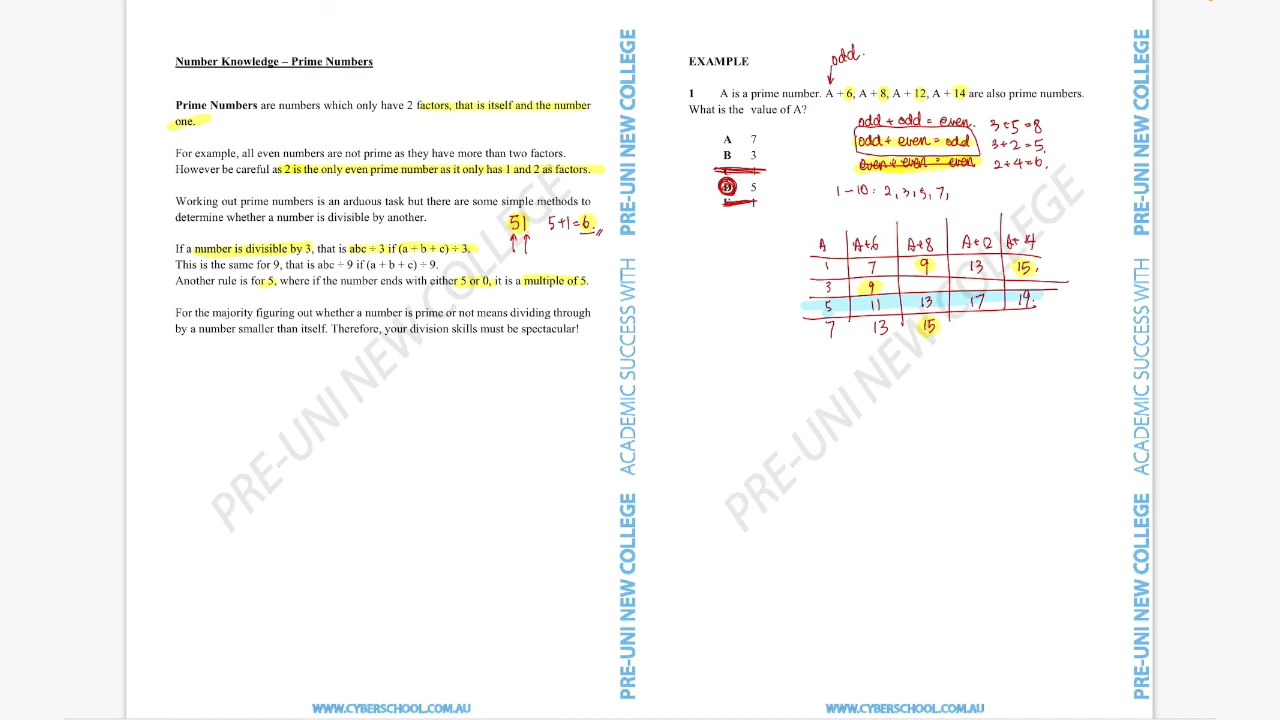 Number Knowledge – Prime Numbers
Prime Numbers are numbers which only have 2 factors, that is itself and the number
one.
For example, all even numbers are not prime as they have more than two factors.
However be careful as 2 is the only even prime number as it only has 1 and 2 as factors.
Working out prime numbers is an arduous task but there are some simple methods to
determine whether a number is divisible by another.
51 5+1=6.
If a number is divisible by 3, that is abc ÷ 3 if (a + b + c) ÷ 3.
This is the same for 9, that is abc ÷ 9 if (a + b + c) ÷ 9.
Another rule is for 5, where if the number ends with either 5 or 0, it is a multiple of 5.
For the majority figuring out whether a number is prime or not means dividing through
by a number smaller than itself. Therefore, your division skills must be spectacular!
PRE-UNI NEW COLLEGE
PRE-UNI NEW COLLEGE ACADEMIC SUCCESS WITH PRE-UNI NEW COLLEGE
WWW.CYBERSCHOOL.COM.AU
EXAMPLE
odd.
1 A is a prime number. A + 6, A + 8, A + 12, A + 14 are also prime numbers.
What is the value of A?
odd + odd = even. 3+5=8
odd + even = odd 3+2=5.
even + even = even 2+4=6.
A 7
B 3
D 5
1-10: 2, 3, 5, 7,
A A+6 A+8 A+12 A+14
1 7 9 13 15.
3 9
5 11 13 17 19.
7 13 15
PRE-UNI NEW COLLEGE
PRE-UNI NEW COLLEGE ACADEMIC SUCCESS WITH PRE-UNI NEW COLLEGE
WWW.CYBERSCHOOL.COM.AU